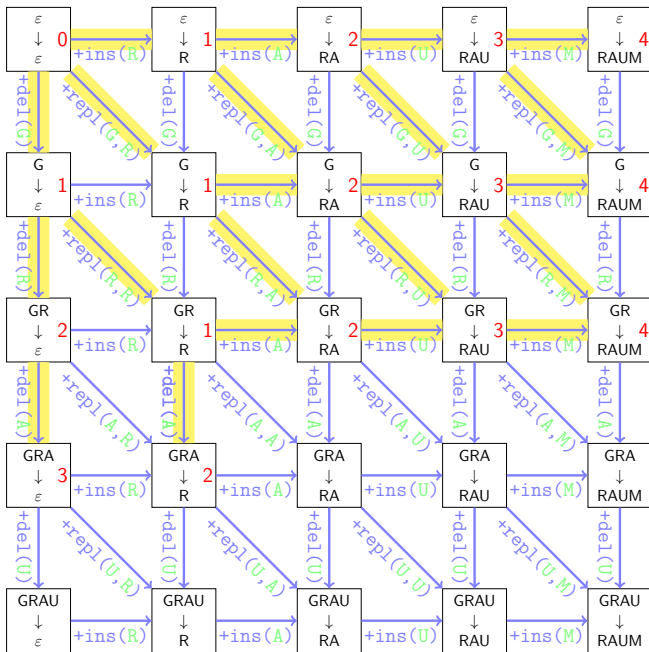 ε ε ε ε ε
↓ 0 ↓ 1 ↓ 2 ↓ 3 ↓ 4
ε +ins(R) R +ins(A) RA +ins(U) RAU +ins(M) RAUM
+del(G) +repl(G,R) +del(G) +repl(G,A) +del(G) +repl(G,U) +del(G) +repl(G,M) +del(G)
G G G G G
↓ 1 ↓ 1 ↓ 2 ↓ 3 ↓ 4
ε +ins(R) R +ins(A) RA +ins(U) RAU +ins(M) RAUM
+del(R) +repl(R,R) +del(R) +repl(R,A) +del(R) +repl(R,U) +del(R) +repl(R,M) +del(R)
GR GR GR GR GR
↓ 2 ↓ 1 ↓ 2 ↓ 3 ↓ 4
ε +ins(R) R +ins(A) RA +ins(U) RAU +ins(M) RAUM
+del(A) +repl(A,R) +del(A) +repl(A,A) +del(A) +repl(A,U) +del(A) +repl(A,M) +del(A)
GRA GRA GRA GRA GRA
↓ 3 ↓ 2 ↓ ↓ ↓
ε +ins(R) R +ins(A) RA +ins(U) RAU +ins(M) RAUM
+del(U) +repl(U,R) +del(U) +repl(U,A) +del(U) +repl(U,U) +del(U) +repl(U,M) +del(U)
GRAU GRAU GRAU GRAU GRAU
↓ ↓ ↓ ↓ ↓
ε +ins(R) R +ins(A) RA +ins(U) RAU +ins(M) RAUM